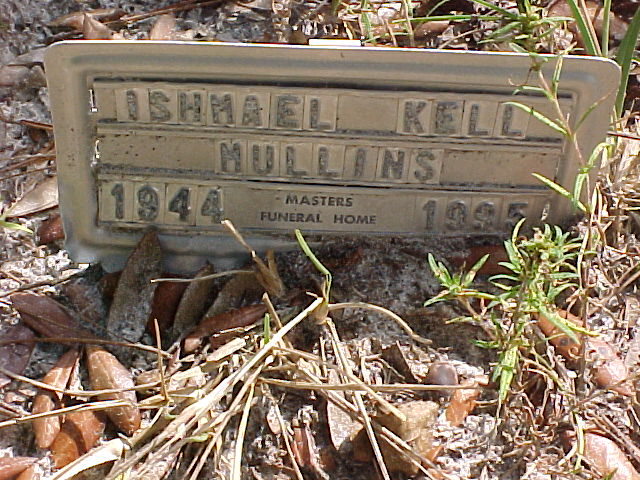 ISHMAEL KELL
MULLINS
1944 MASTERS FUNERAL HOME 1995